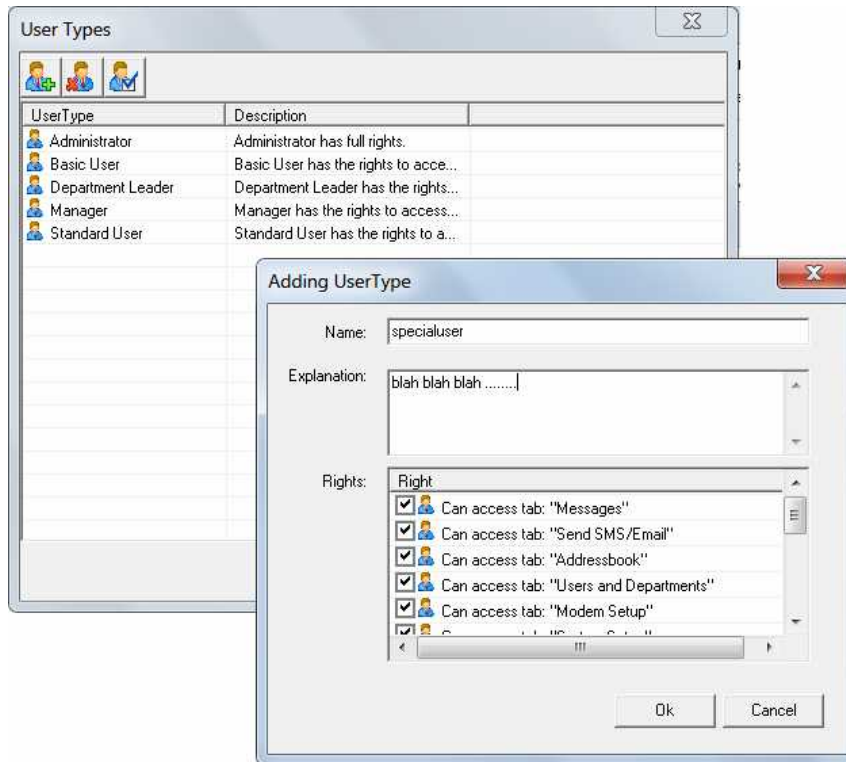 User Types
UserType Description
Administrator Administrator has full rights.
Basic User Basic User has the rights to acce...
Department Leader Department Leader has the rights...
Manager Manager has the rights to access...
Standard User Standard User has the rights to a...
Adding UserType
Name: specialuser
Explanation: blah blah blah ........
Rights: Right
Can access tab: "Messages"
Can access tab: "Send SMS/Email"
Can access tab: "Addressbook"
Can access tab: "Users and Departments"
Can access tab: "Modem Setup"
Ok Cancel